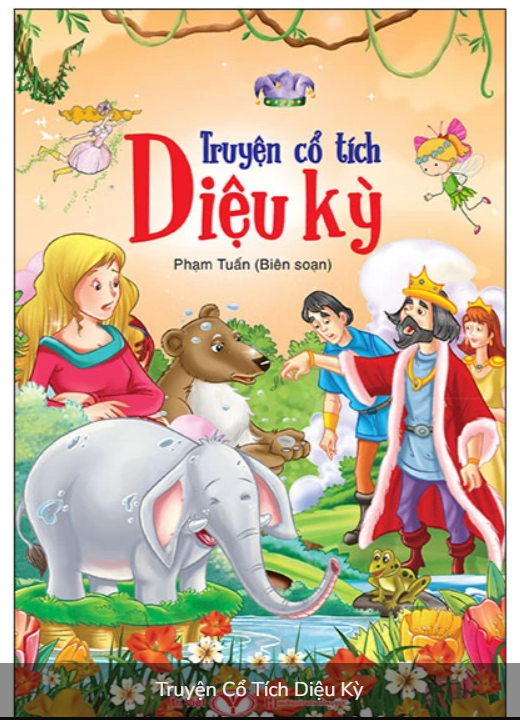 Truyện cổ tích
Diệu kỳ
Phạm Tuấn (Biên soạn)
Truyện Cổ Tích Diệu Kỳ